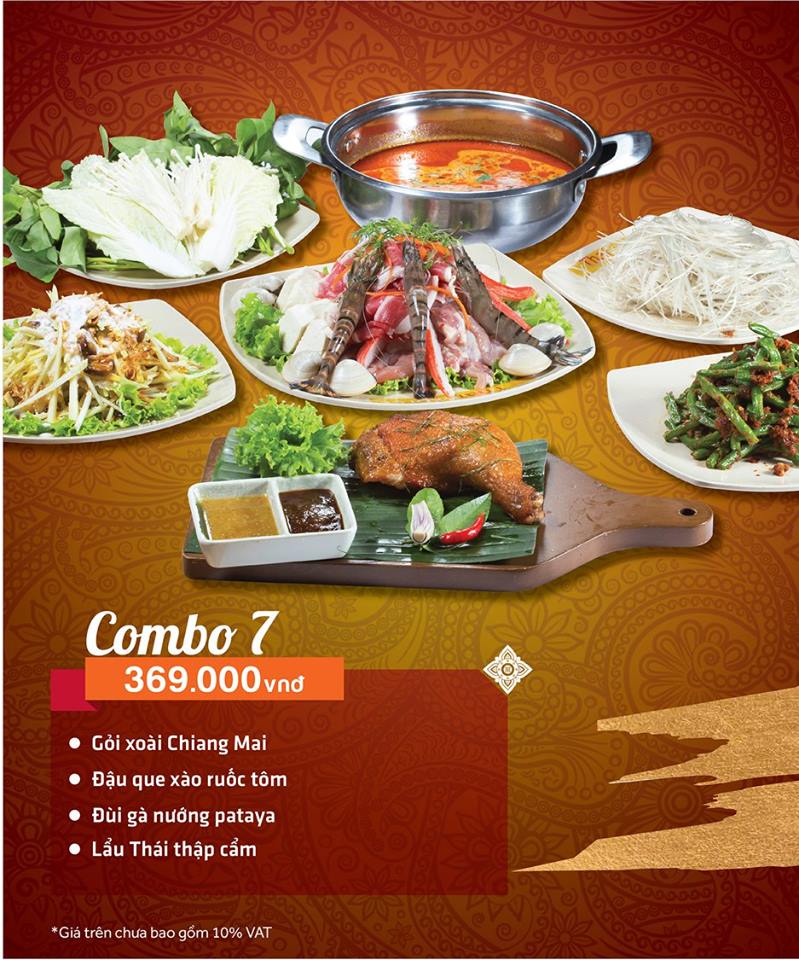 Combo 7
369.000vnđ
Gỏi xoài Chiang Mai
Đậu que xào ruốc tôm
Đùi gà nướng pataya
Lẩu Thái thập cẩm
*Giá trên chưa bao gồm 10% VAT